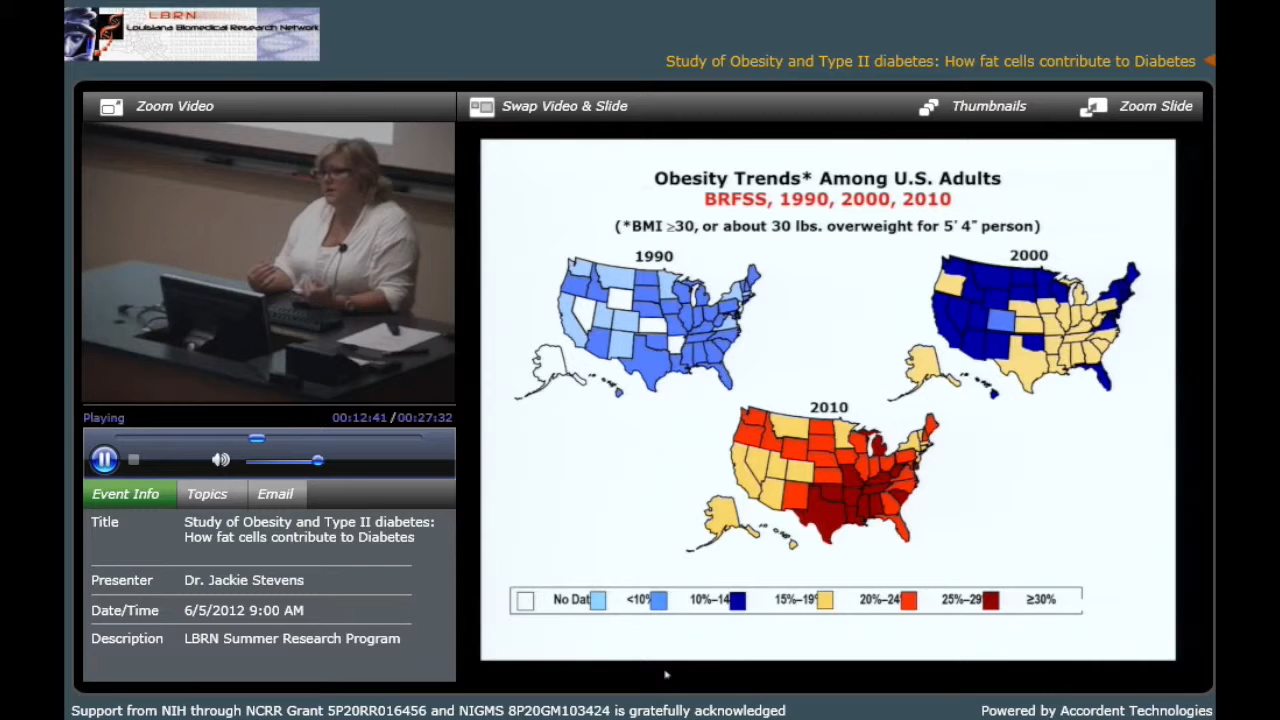 LBRN
Louisiana Biomedical Research Network
Study of Obesity and Type II diabetes: How fat cells contribute to Diabetes
Zoom Video
Swap Video & Slide
Thumbnails
Zoom Slide
Obesity Trends* Among U.S. Adults
BRFSS, 1990, 2000, 2010
(*BMI ≥30, or about 30 lbs. overweight for 5' 4" person)
1990
2000
2010
No Dat <10% 10%–14 15%–19% 20%–24 25%–29 ≥30%
Playing
00:12:41 / 00:27:32
Event Info
Topics
Email
Title
Study of Obesity and Type II diabetes:
How fat cells contribute to Diabetes
Presenter
Dr. Jackie Stevens
Date/Time
6/5/2012 9:00 AM
Description
LBRN Summer Research Program
Support from NIH through NCRR Grant 5P20RR016456 and NIGMS 8P20GM103424 is gratefully acknowledged
Powered by Accordent Technologies